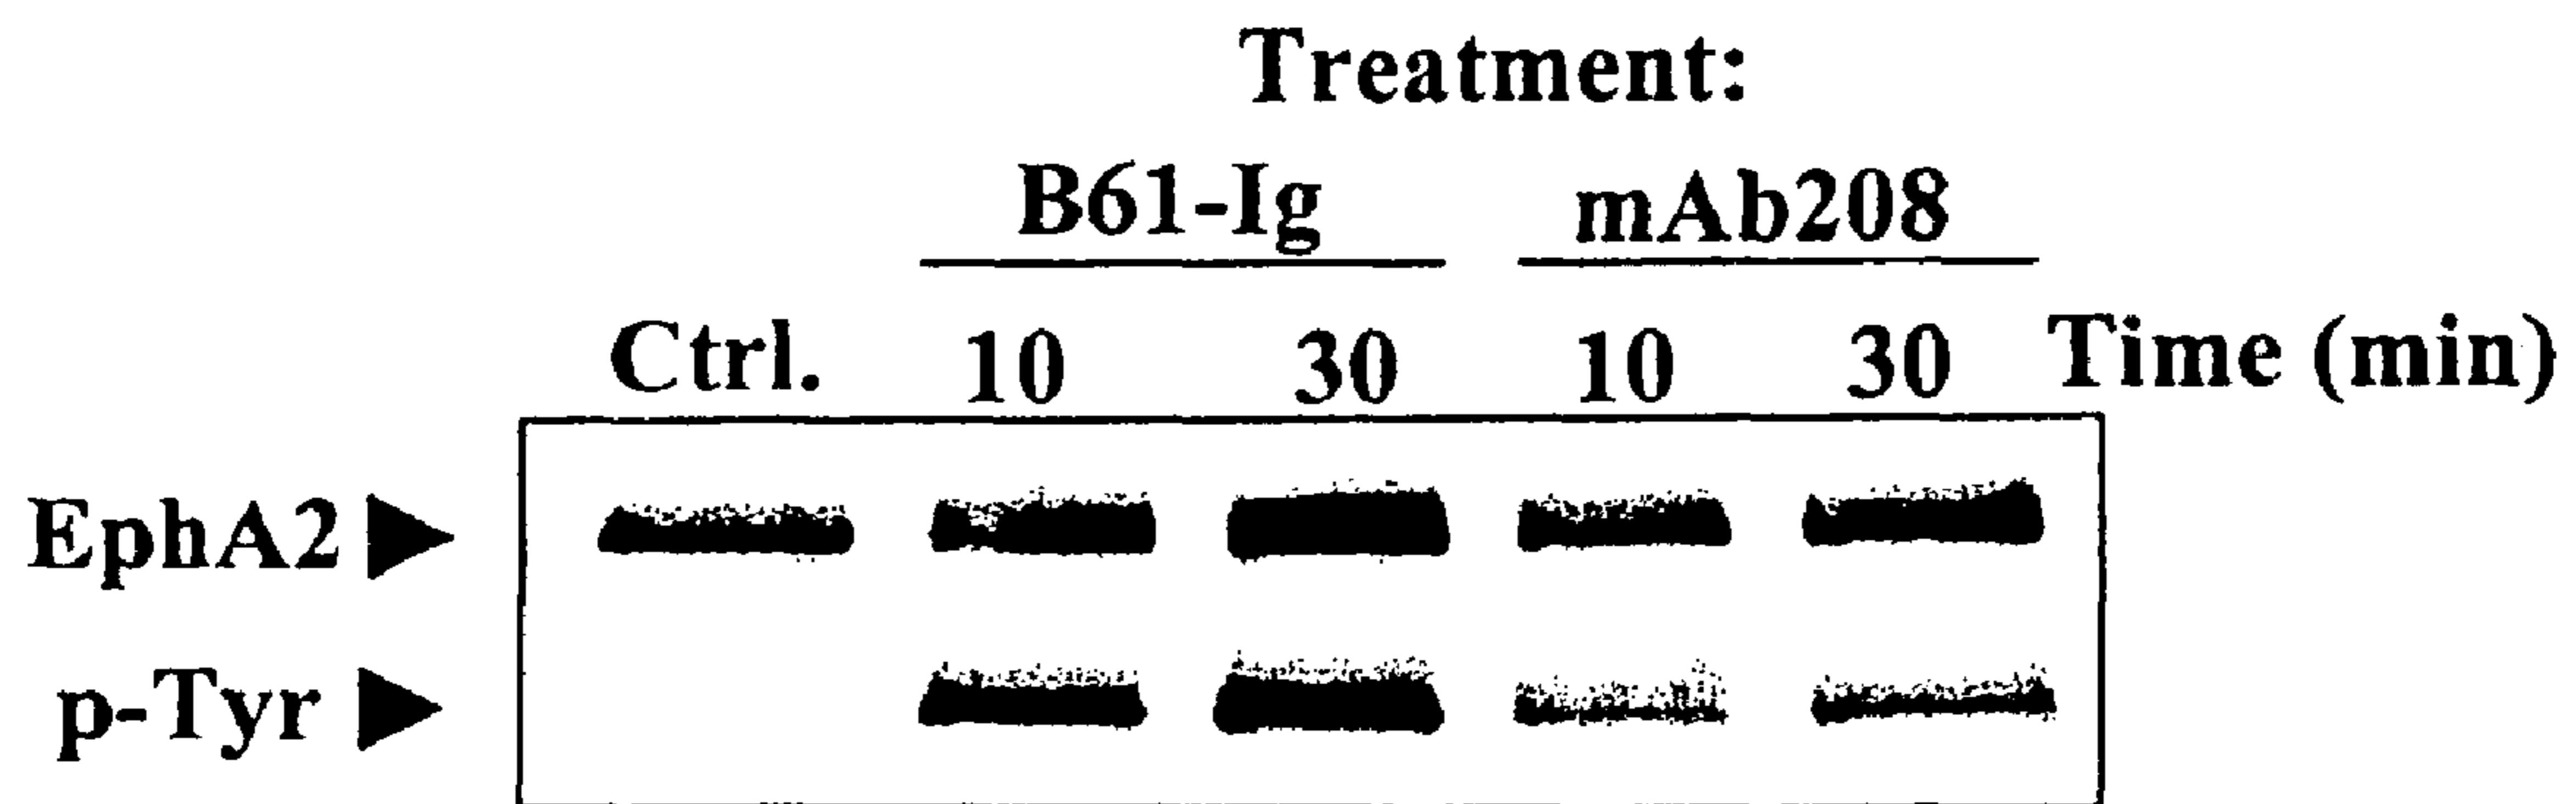 Treatment:
B61-Ig mAb208
Ctrl. 10 30 10 30 Time (min)
EphA2
p-Tyr